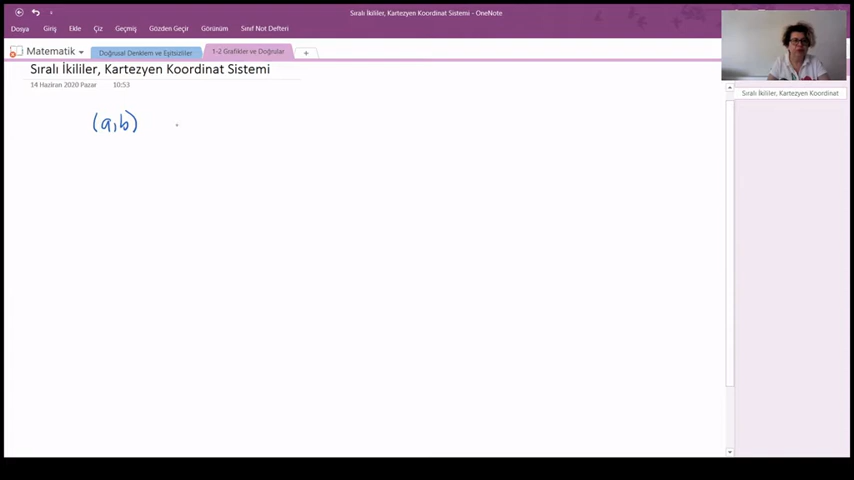 Sıralı İkililer, Kartezyen Koordinat Sistemi - OneNote
Dosya Giriş Ekle Çiz Geçmiş Gözden Geçir Görünüm Sınıf Not Defteri
Matematik Doğrusal Denklem ve Eşitsizliler 1-2 Grafikler ve Doğrular +
Sıralı İkililer, Kartezyen Koordinat Sistemi
14 Haziran 2020 Pazar 10:53
Sıralı İkililer, Kartezyen Koordinat
(a,b)